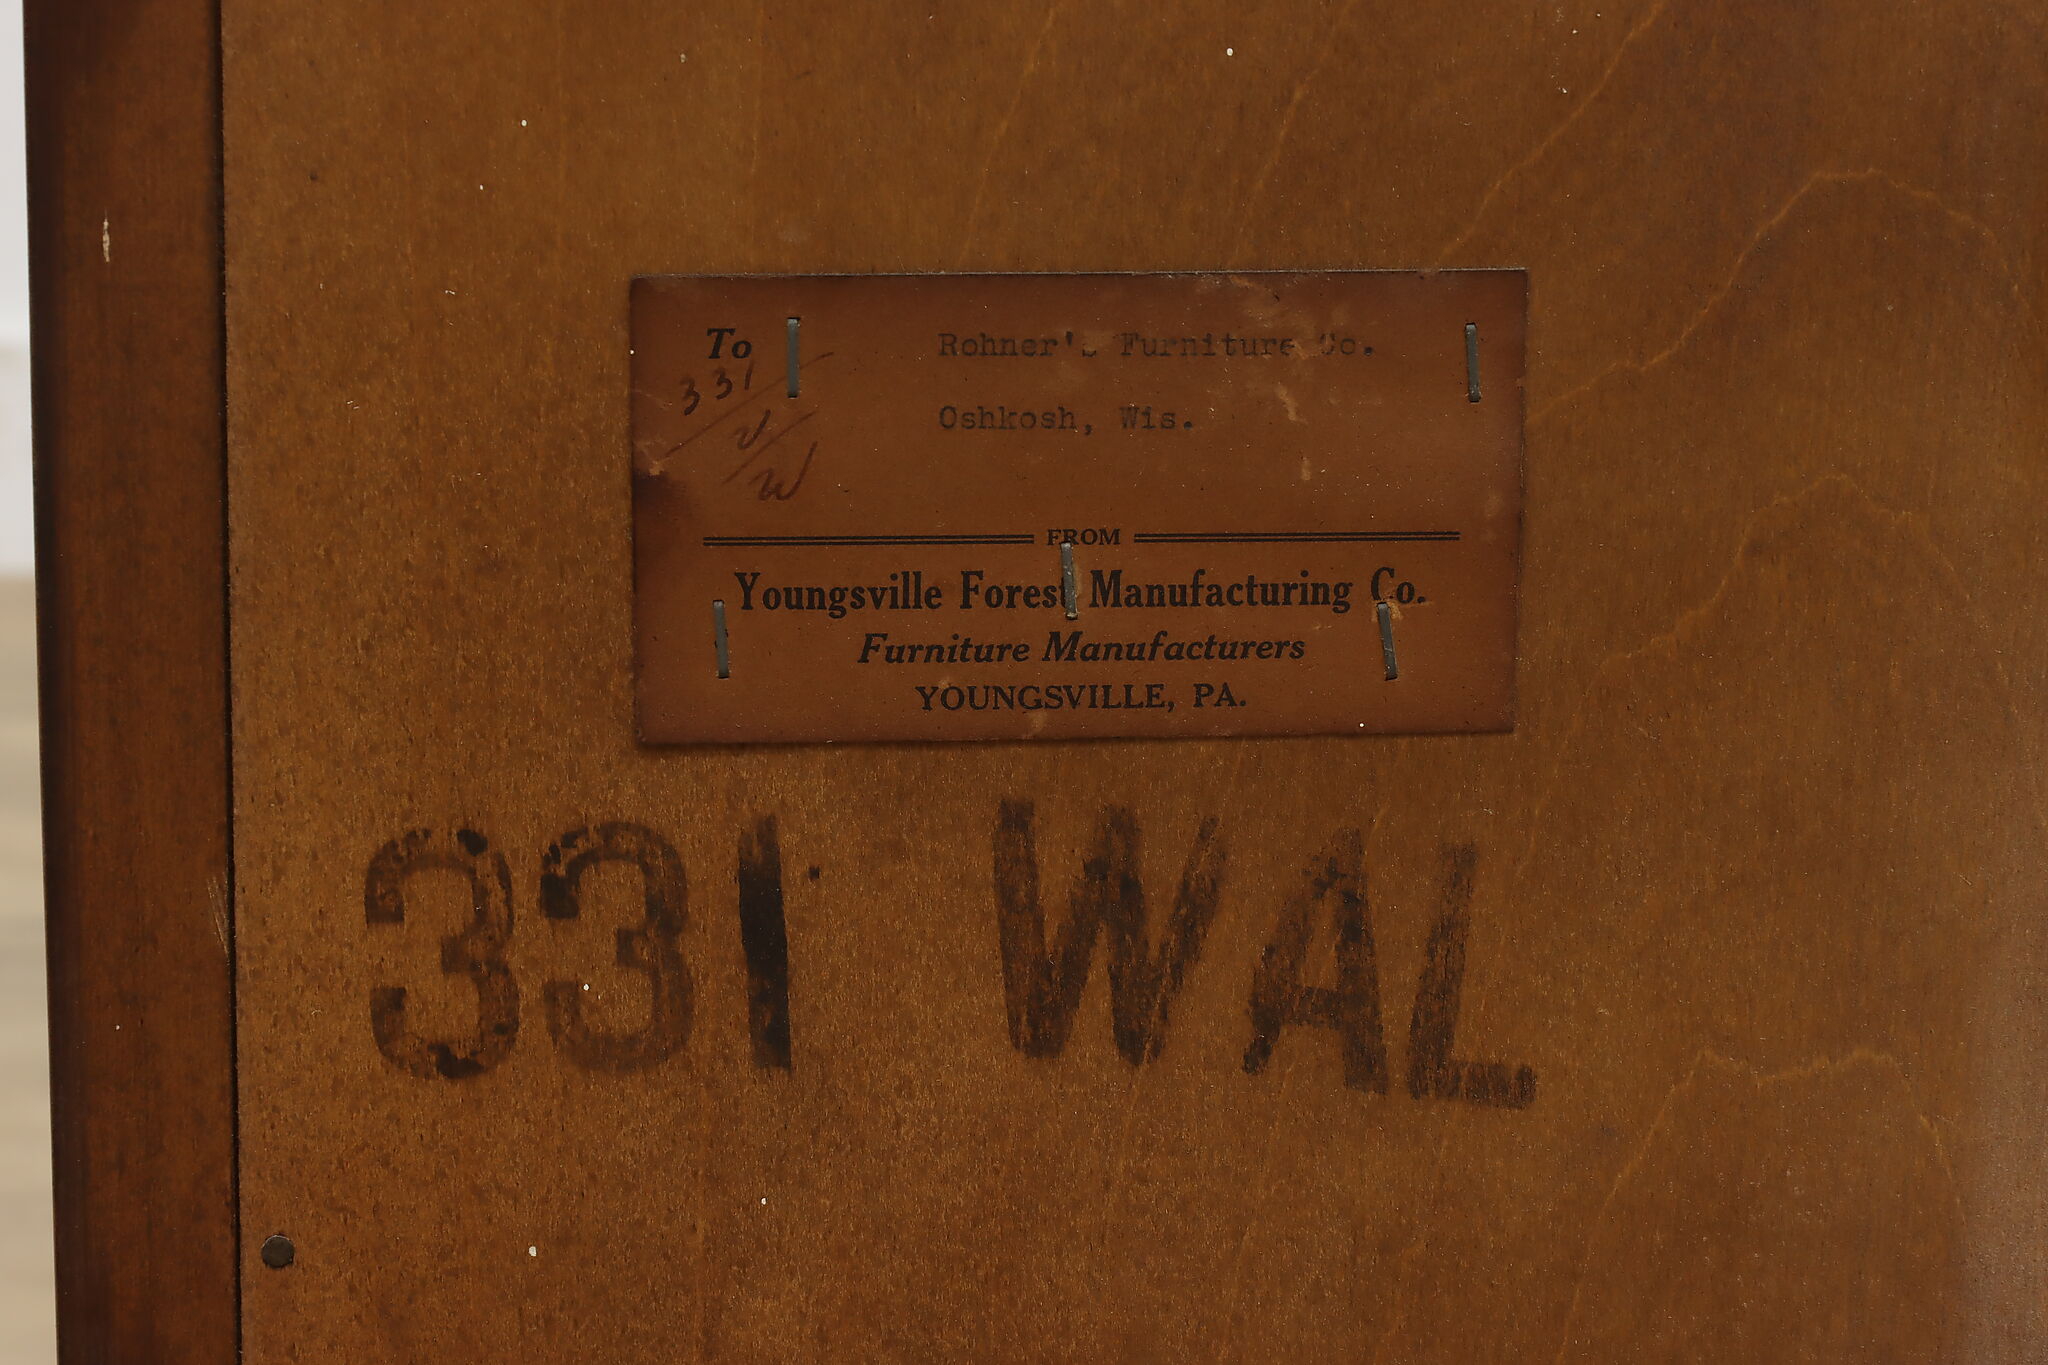 To
Rohner's Furniture Co.
331
Oshkosh, Wis.
W
FROM
Youngsville Forest Manufacturing Co.
Furniture Manufacturers
YOUNGSVILLE, PA.
331 WAL